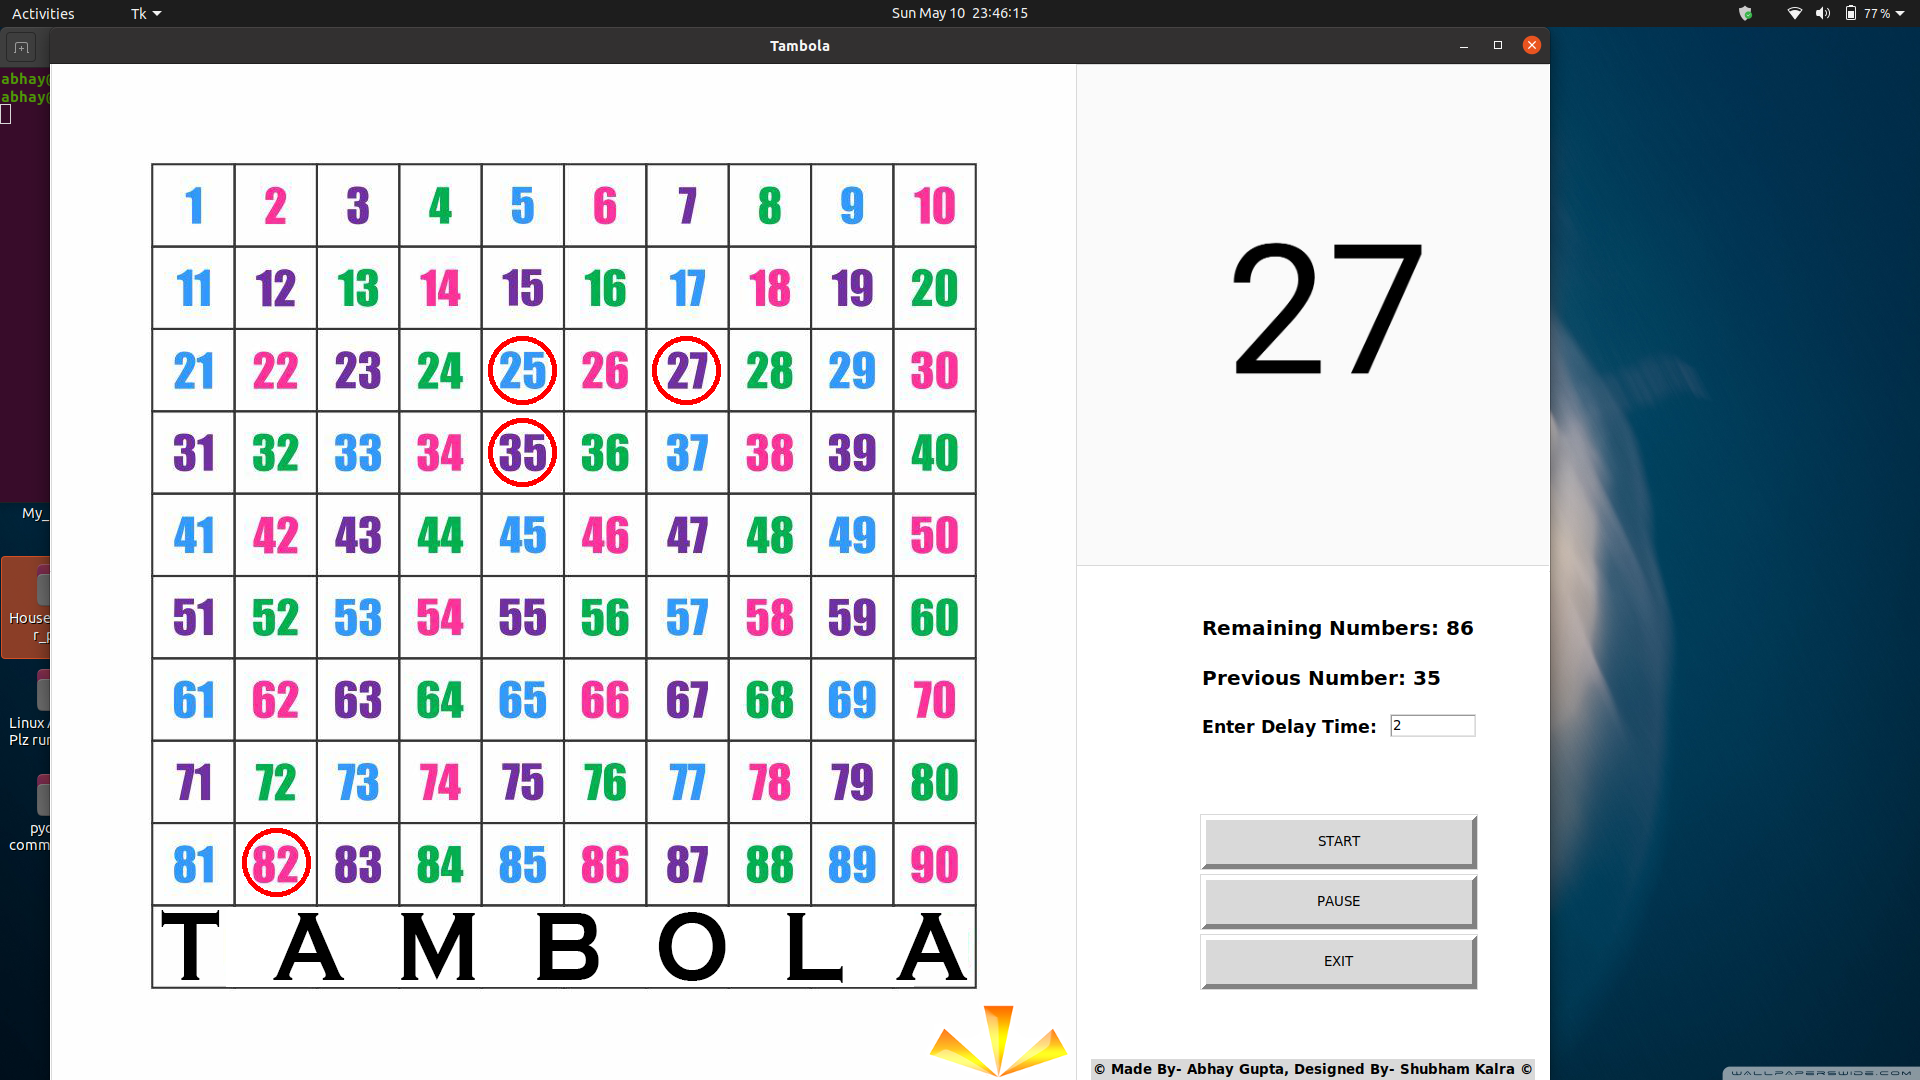 Activities Tk Sun May 10 23:46:15 77 %
Tambola
abhay@
abhay@
1 2 3 4 5 6 7 8 9 10
11 12 13 14 15 16 17 18 19 20
21 22 23 24 25 26 27 28 29 30
31 32 33 34 35 36 37 38 39 40
41 42 43 44 45 46 47 48 49 50
51 52 53 54 55 56 57 58 59 60
61 62 63 64 65 66 67 68 69 70
71 72 73 74 75 76 77 78 79 80
81 82 83 84 85 86 87 88 89 90
TAMBOLA
27
Remaining Numbers: 86
Previous Number: 35
Enter Delay Time: 2
START
PAUSE
EXIT
© Made By- Abhay Gupta, Designed By- Shubham Kalra ©
My_
House
r_p
Linux
Plz run
pyc
comm
WALLPAPERSWIDE.COM